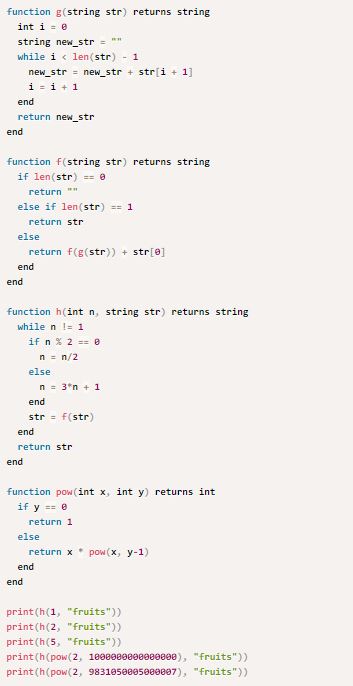 function g(string str) returns string
int i = 0
string new_str = ""
while i < len(str) - 1
new_str = new_str + str[i + 1]
i = i + 1
end
return new_str
end
function f(string str) returns string
if len(str) == 0
return ""
else if len(str) == 1
return str
else
return f(g(str)) + str[0]
end
end
function h(int n, string str) returns string
while n != 1
if n % 2 == 0
n = n/2
else
n = 3*n + 1
end
str = f(str)
end
return str
end
function pow(int x, int y) returns int
if y == 0
return 1
else
return x * pow(x, y-1)
end
end
print(h(1, "fruits"))
print(h(2, "fruits"))
print(h(5, "fruits"))
print(h(pow(2, 1000000000000000), "fruits"))
print(h(pow(2, 9831050005000007), "fruits"))